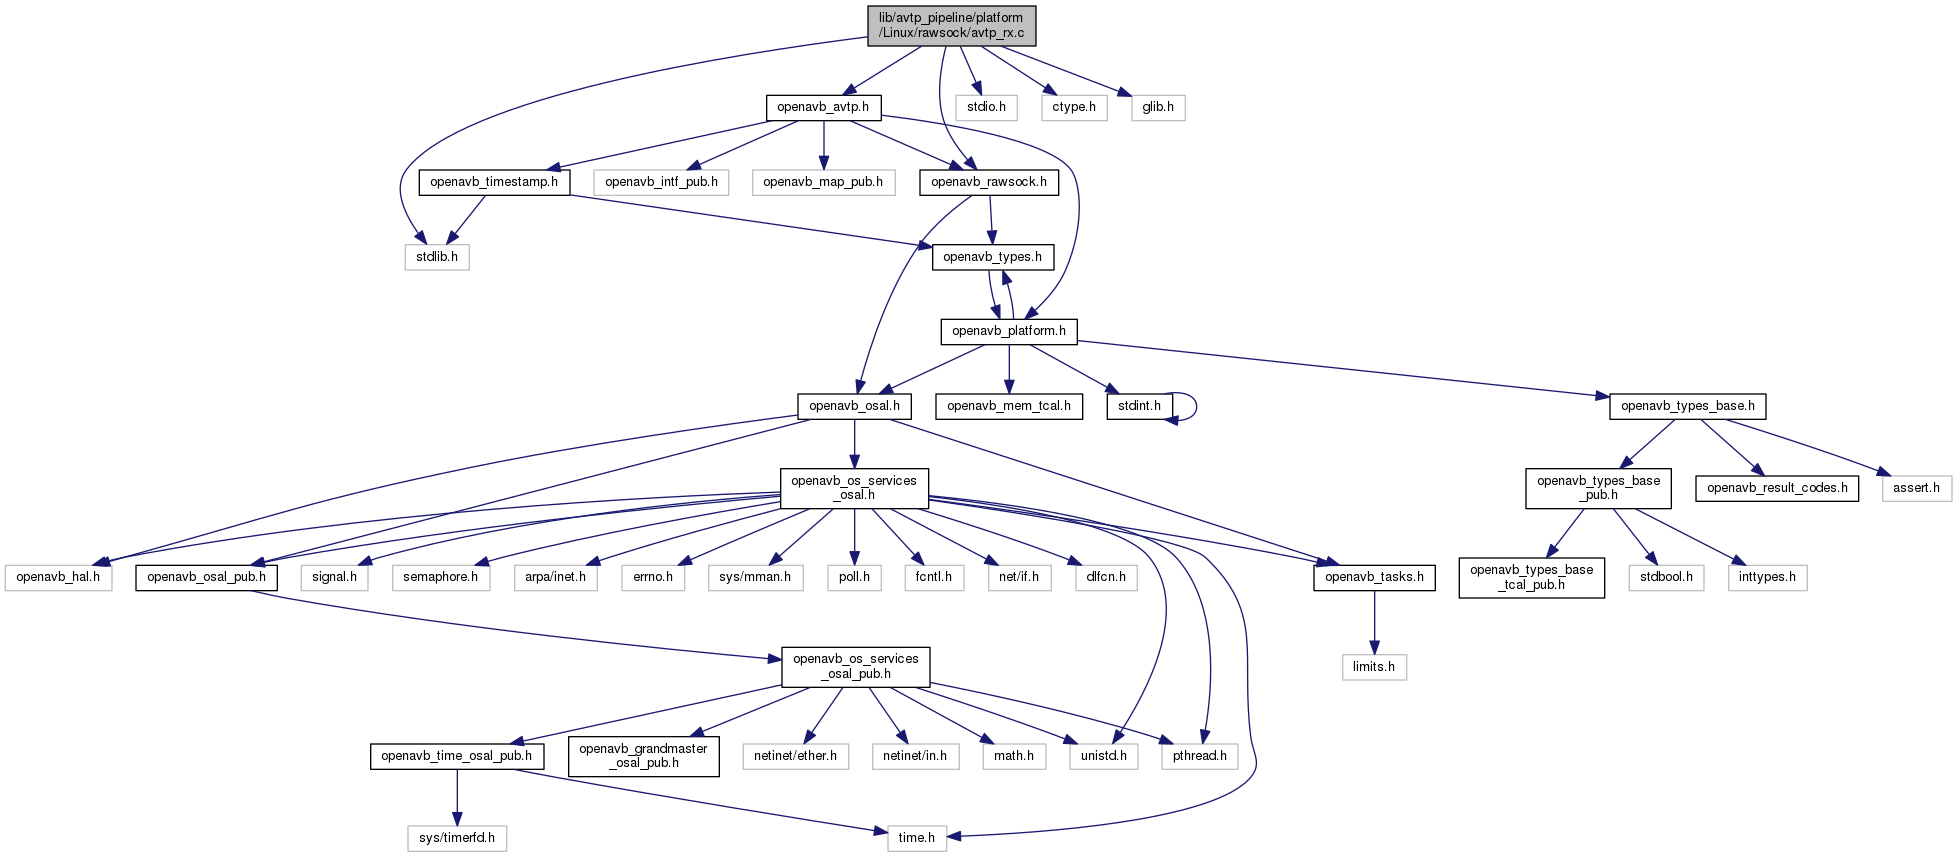 lib/avtp_pipeline/platform
/Linux/rawsock/avtp_rx.c
openavb_avtp.h
stdio.h
ctype.h
glib.h
openavb_timestamp.h
openavb_intf_pub.h
openavb_map_pub.h
openavb_rawsock.h
stdlib.h
openavb_types.h
openavb_platform.h
openavb_osal.h
openavb_mem_tcal.h
stdint.h
openavb_types_base.h
openavb_os_services
_osal.h
openavb_types_base
_pub.h
openavb_result_codes.h
assert.h
openavb_hal.h
openavb_osal_pub.h
signal.h
semaphore.h
arpa/inet.h
errno.h
sys/mman.h
poll.h
fcntl.h
net/if.h
dlfcn.h
openavb_tasks.h
openavb_types_base
_tcal_pub.h
stdbool.h
inttypes.h
openavb_os_services
_osal_pub.h
limits.h
openavb_time_osal_pub.h
openavb_grandmaster
_osal_pub.h
netinet/ether.h
netinet/in.h
math.h
unistd.h
pthread.h
sys/timerfd.h
time.h